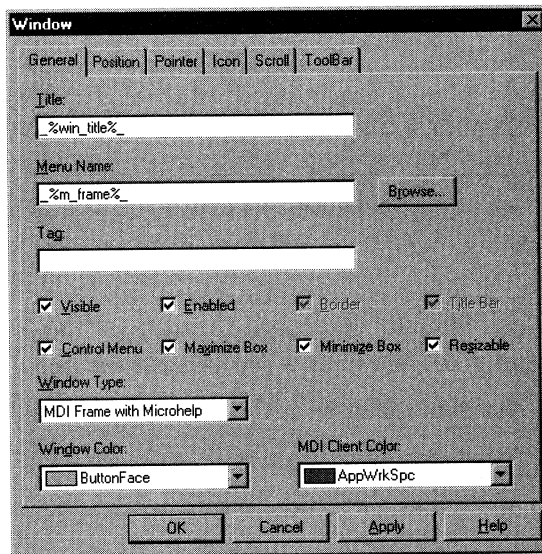 Window
General Position Pointer Icon Scroll ToolBar
Title:
_%win_title%_
Menu Name:
_%m_frame%_ Browse...
Tag:
Visible Enabled Border Title Bar
Control Menu Maximize Box Minimize Box Resizable
Window Type:
MDI Frame with Microhelp
Window Color: MDI Client Color:
ButtonFace AppWrkSpc
OK Cancel Apply Help